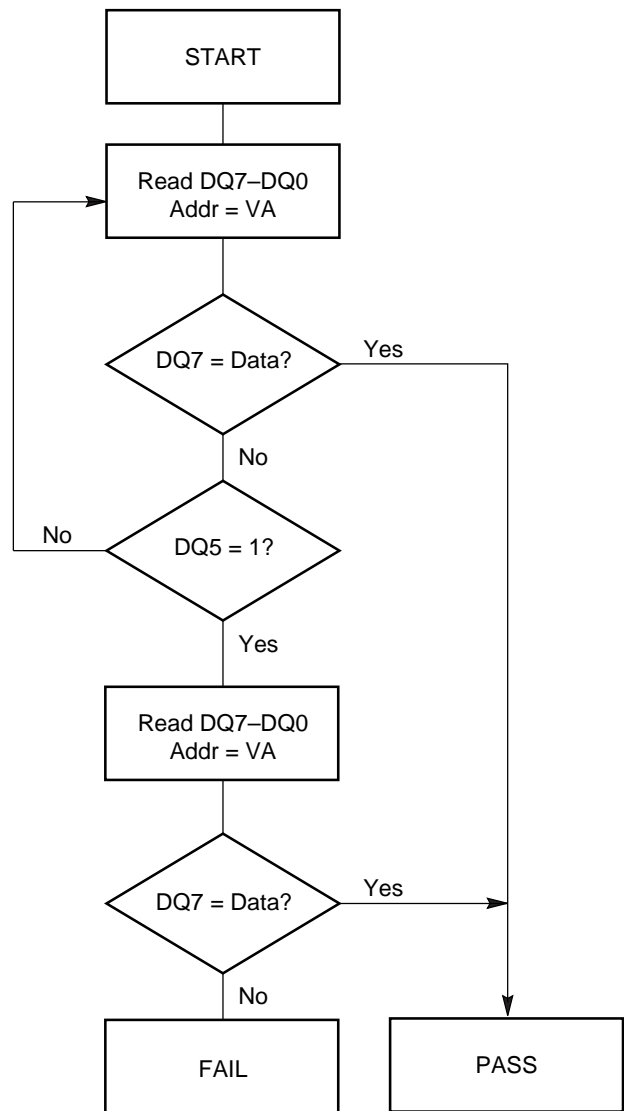 START
Read DQ7–DQ0
Addr = VA
DQ7 = Data?
Yes
No
No
DQ5 = 1?
Yes
Read DQ7–DQ0
Addr = VA
DQ7 = Data?
Yes
No
FAIL
PASS